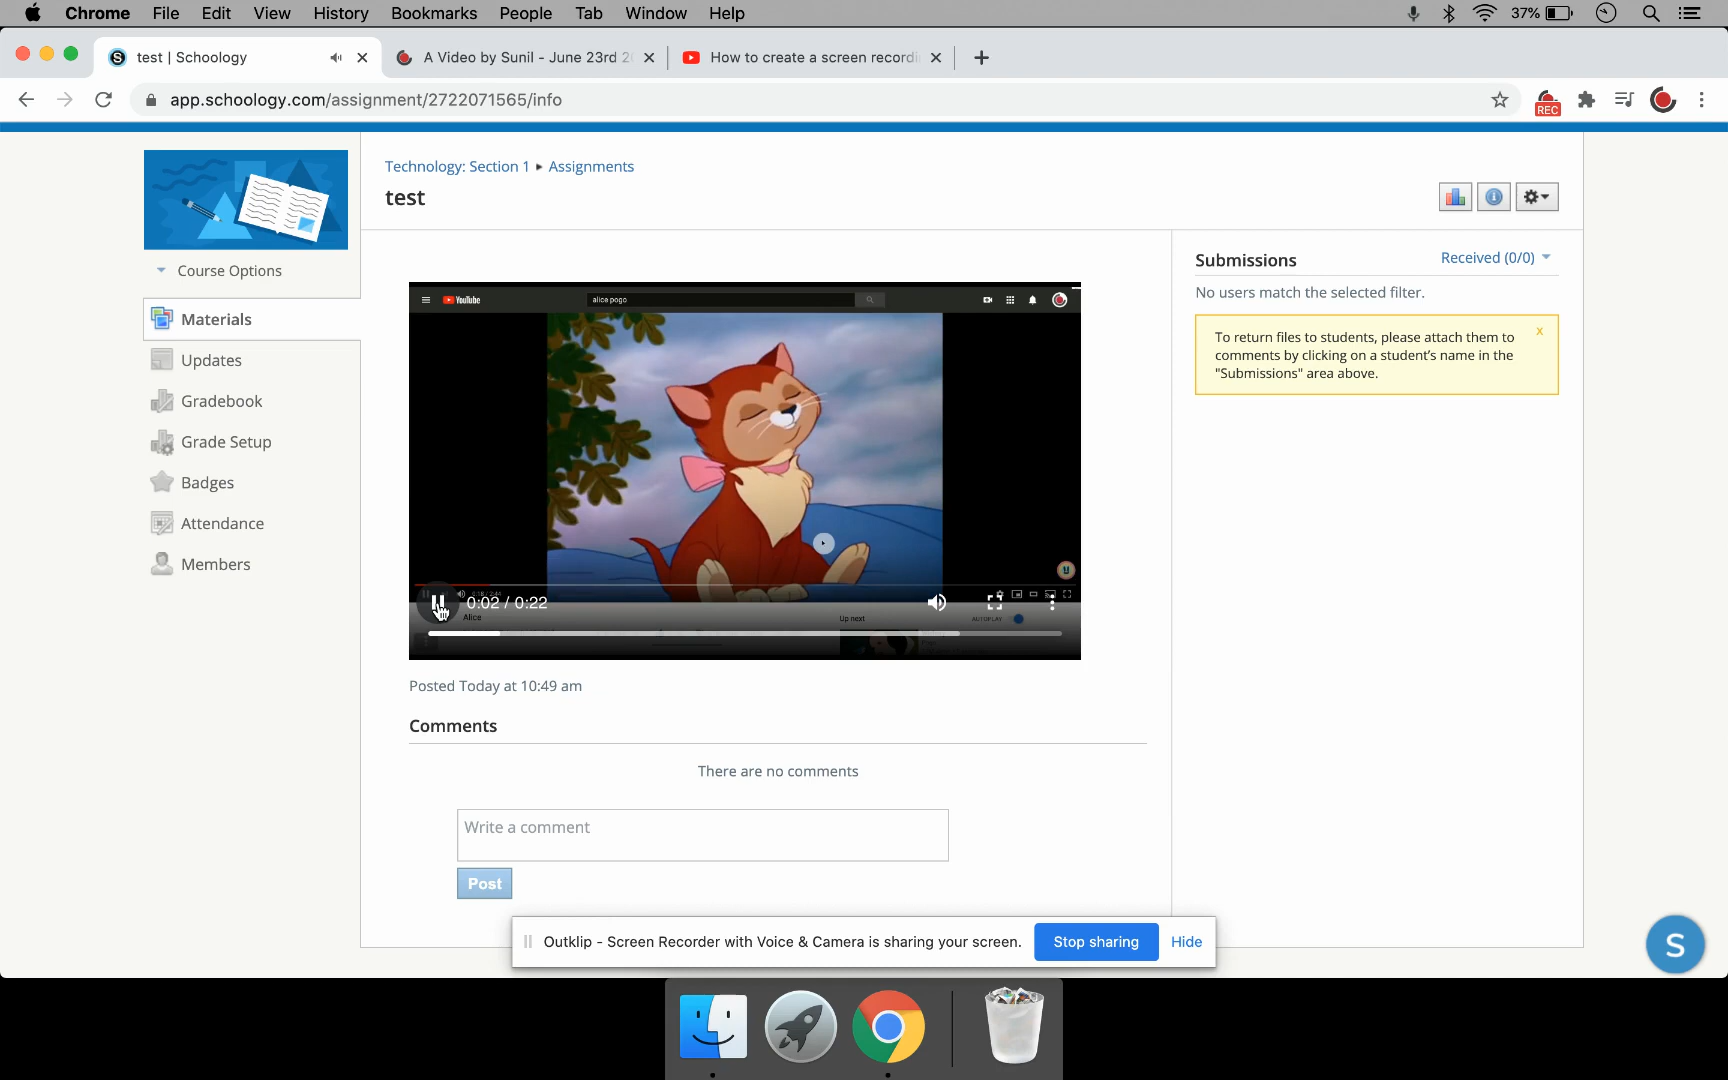 Chrome File Edit View History Bookmarks People Tab Window Help 37%
test | Schoology A Video by Sunil - June 23rd 2 How to create a screen recordi
app.schoology.com/assignment/2722071565/info REC
Technology: Section 1 ▸ Assignments
test
Course Options
Materials
Updates
Gradebook
Grade Setup
Badges
Attendance
Members
YouTube alice pogo
0:02 / 0:22
Alice Up next AUTOPLAY
Posted Today at 10:49 am
Comments
There are no comments
Write a comment
Post
Submissions Received (0/0)
No users match the selected filter.
To return files to students, please attach them to x
comments by clicking on a student's name in the
"Submissions" area above.
Outklip - Screen Recorder with Voice & Camera is sharing your screen. Stop sharing Hide
S